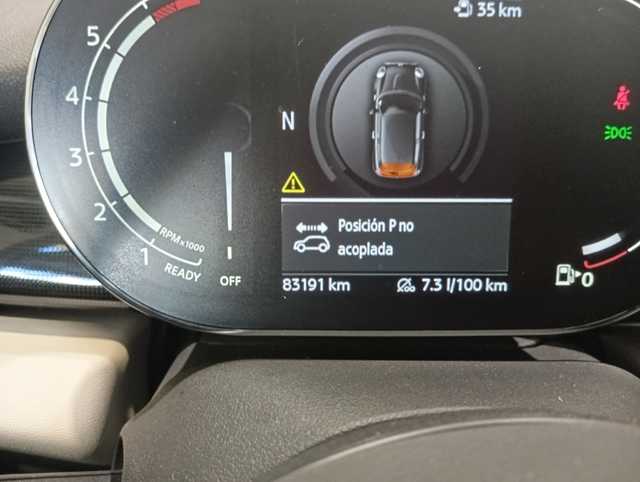 35 km
5
4
3
2
1
RPM x1000
READY
OFF
N
Posición P no
acoplada
83191 km
7.3 l/100 km
0